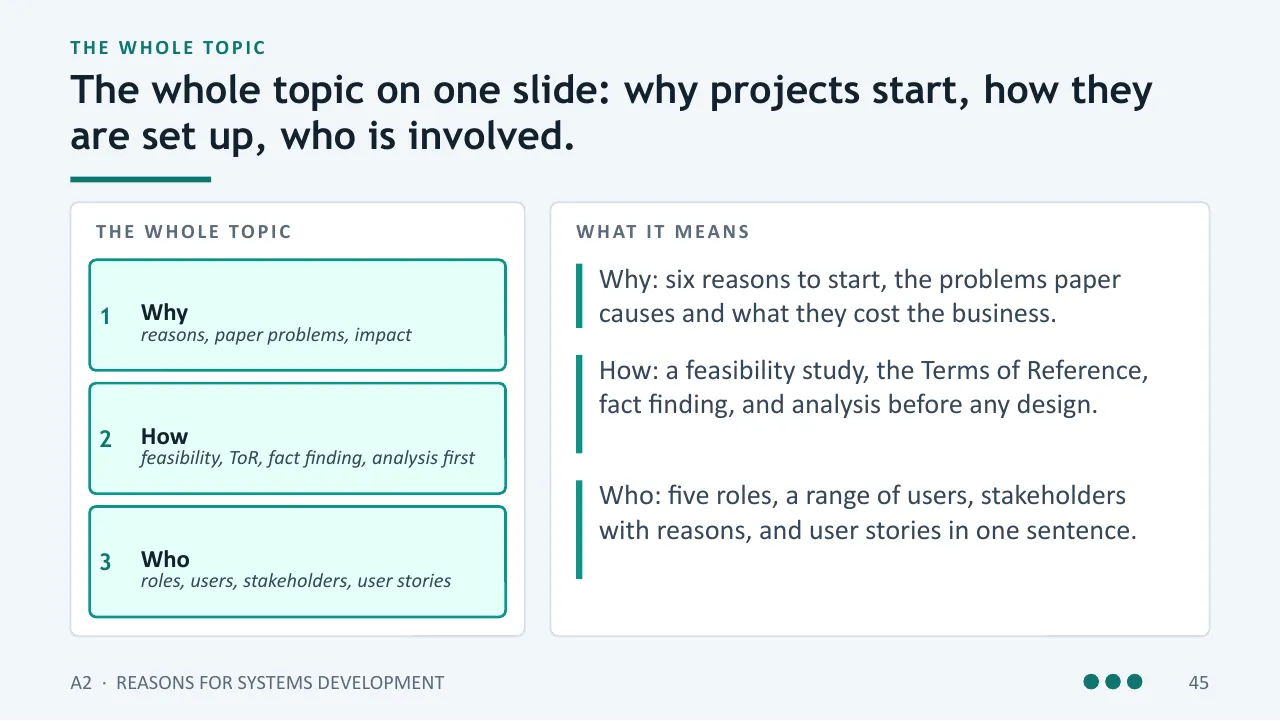 THE WHOLE TOPIC
The whole topic on one slide: why projects start, how they
are set up, who is involved.
THE WHOLE TOPIC
1
Why
reasons, paper problems, impact
2
How
feasibility, ToR, fact finding, analysis first
3
Who
roles, users, stakeholders, user stories
WHAT IT MEANS
Why: six reasons to start, the problems paper
causes and what they cost the business.
How: a feasibility study, the Terms of Reference,
fact finding, and analysis before any design.
Who: five roles, a range of users, stakeholders
with reasons, and user stories in one sentence.
A2 · REASONS FOR SYSTEMS DEVELOPMENT
45